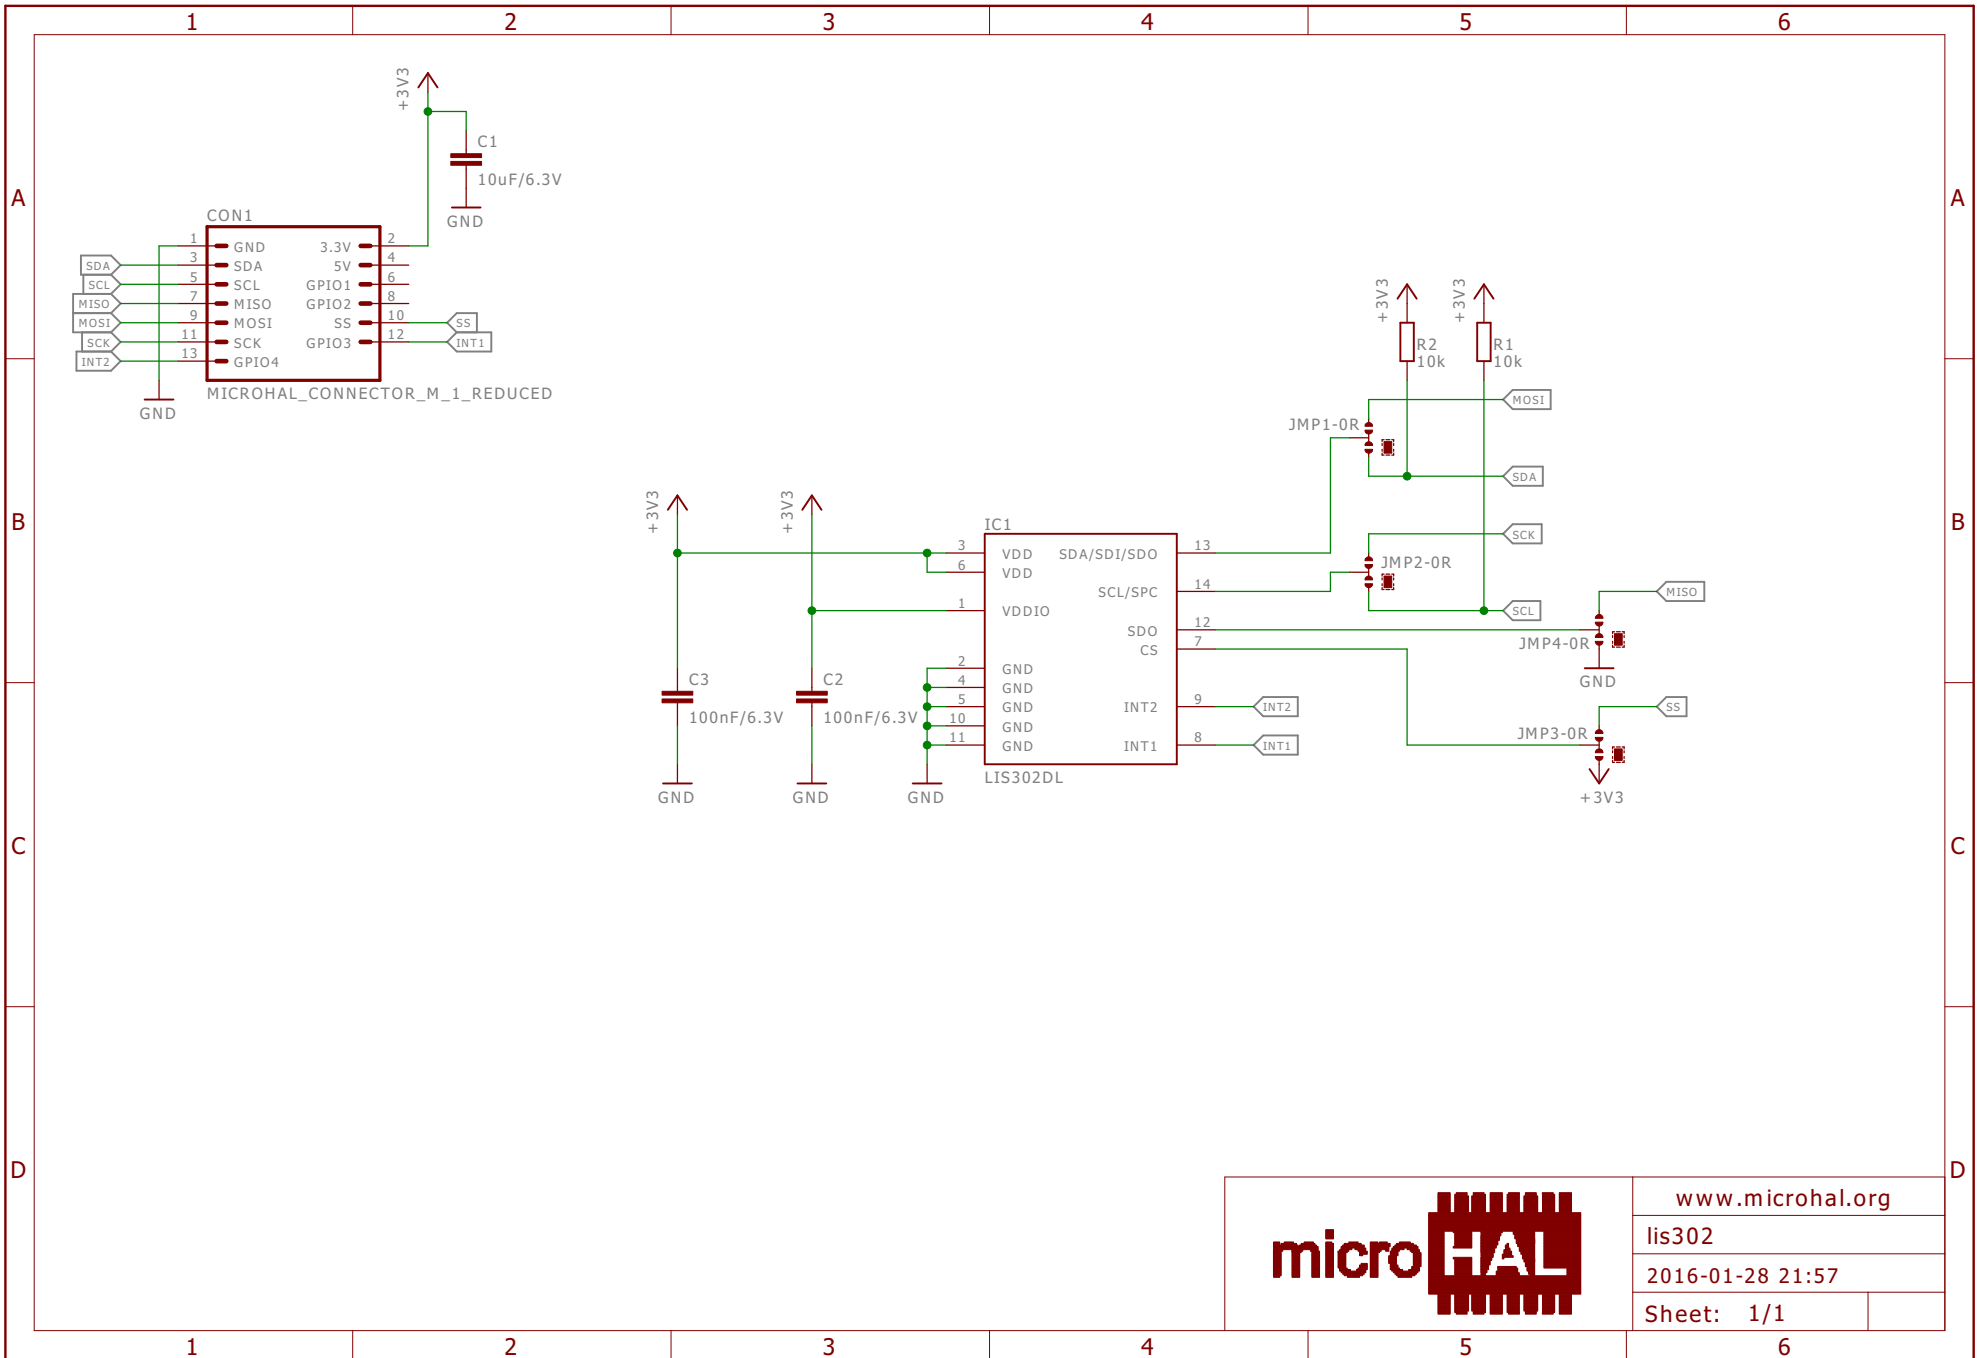 1 2 3 4 5 6
A A
B B
C C
D D
+3V3
C1
10uF/6.3V
GND
CON1
1 GND 3.3V 2
SDA 3 SDA 5V 4
SCL 5 SCL GPIO1 6
MISO 7 MISO GPIO2 8
MOSI 9 MOSI SS 10 SS
SCK 11 SCK GPIO3 12 INT1
INT2 13 GPIO4
MICROHAL_CONNECTOR_M_1_REDUCED
GND
+3V3 +3V3
R2 R1
10k 10k
MOSI
JMP1-0R
SDA
+3V3 +3V3
SCK
JMP2-0R
SCL
IC1
3 VDD SDA/SDI/SDO 13
6 VDD
SCL/SPC 14
1 VDDIO
SDO 12
CS 7
2 GND
4 GND
5 GND INT2 9 INT2
10 GND
11 GND INT1 8 INT1
LIS302DL
MISO
JMP4-0R
GND
SS
JMP3-0R
+3V3
C3 C2
100nF/6.3V 100nF/6.3V
GND GND GND
micro HAL
www.microhal.org
lis302
2016-01-28 21:57
Sheet: 1/1
1 2 3 4 5 6